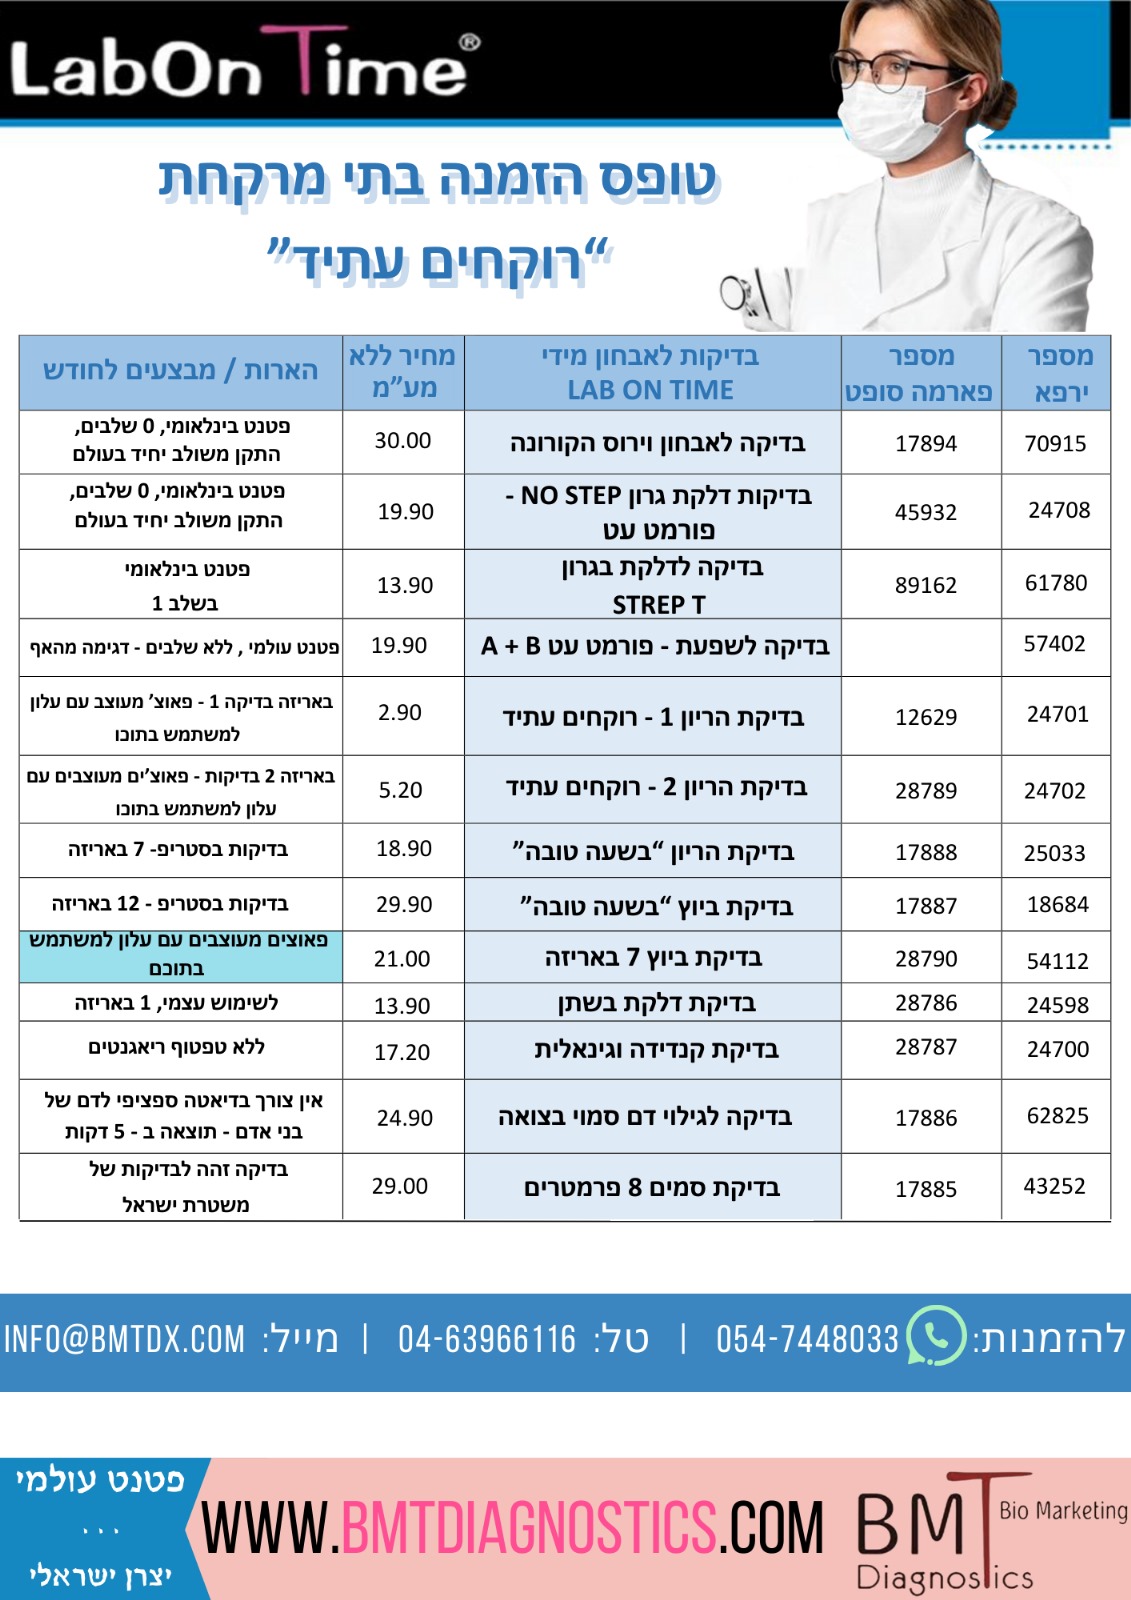 LabOn Time®
טופס הזמנה בתי מרקחת
“רוקחים עתיד”
מספר ירפא | מספר פארמה סופט | בדיקות לאבחון מידי LAB ON TIME | מחיר ללא מע”מ | הארות / מבצעים לחודש
70915 | 17894 | בדיקה לאבחון וירוס הקורונה | 30.00 | פטנט בינלאומי, 0 שלבים, התקן משולב יחיד בעולם
24708 | 45932 | בדיקות דלקת גרון NO STEP - פורמט עט | 19.90 | פטנט בינלאומי, 0 שלבים, התקן משולב יחיד בעולם
61780 | 89162 | בדיקה לדלקת בגרון STREP T | 13.90 | פטנט בינלאומי בשלב 1
57402 | | בדיקה לשפעת - פורמט עט A + B | 19.90 | פטנט עולמי , ללא שלבים - דגימה מהאף
24701 | 12629 | בדיקת הריון 1 - רוקחים עתיד | 2.90 | באריזה בדיקה 1 - פאוצ’ מעוצב עם עלון למשתמש בתוכו
24702 | 28789 | בדיקת הריון 2 - רוקחים עתיד | 5.20 | באריזה 2 בדיקות - פאוצ’ים מעוצבים עם עלון למשתמש בתוכו
25033 | 17888 | בדיקת הריון “בשעה טובה” | 18.90 | בדיקות בסטריפ- 7 באריזה
18684 | 17887 | בדיקת ביוץ “בשעה טובה” | 29.90 | בדיקות בסטריפ - 12 באריזה
54112 | 28790 | בדיקת ביוץ 7 באריזה | 21.00 | פאוצים מעוצבים עם עלון למשתמש בתוכם
24598 | 28786 | בדיקת דלקת בשתן | 13.90 | לשימוש עצמי, 1 באריזה
24700 | 28787 | בדיקת קנדידה וגינאלית | 17.20 | ללא טפטוף ריאגנטים
62825 | 17886 | בדיקה לגילוי דם סמוי בצואה | 24.90 | אין צורך בדיאטה ספציפי לדם של בני אדם - תוצאה ב - 5 דקות
43252 | 17885 | בדיקת סמים 8 פרמטרים | 29.00 | בדיקה זהה לבדיקות של משטרת ישראל
להזמנות: 054-7448033 | טל: 04-63966116 | מייל: INFO@BMTDX.COM
פטנט עולמי
...
יצרן ישראלי
WWW.BMTDIAGNOSTICS.COM
BMT Bio Marketing
Diagnostics